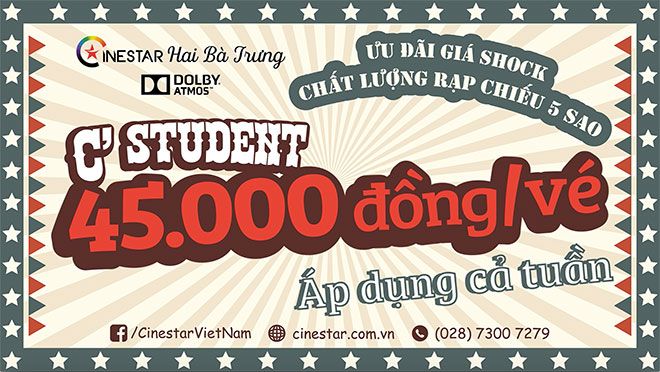 CINESTAR Hai Bà Trưng
DOLBY
ATMOS™
ƯU ĐÃI GIÁ SHOCK
CHẤT LƯỢNG RẠP CHIẾU 5 SAO
C' STUDENT
45.000 đồng/vé
Áp dụng cả tuần
/CinestarVietNam cinestar.com.vn (028) 7300 7279